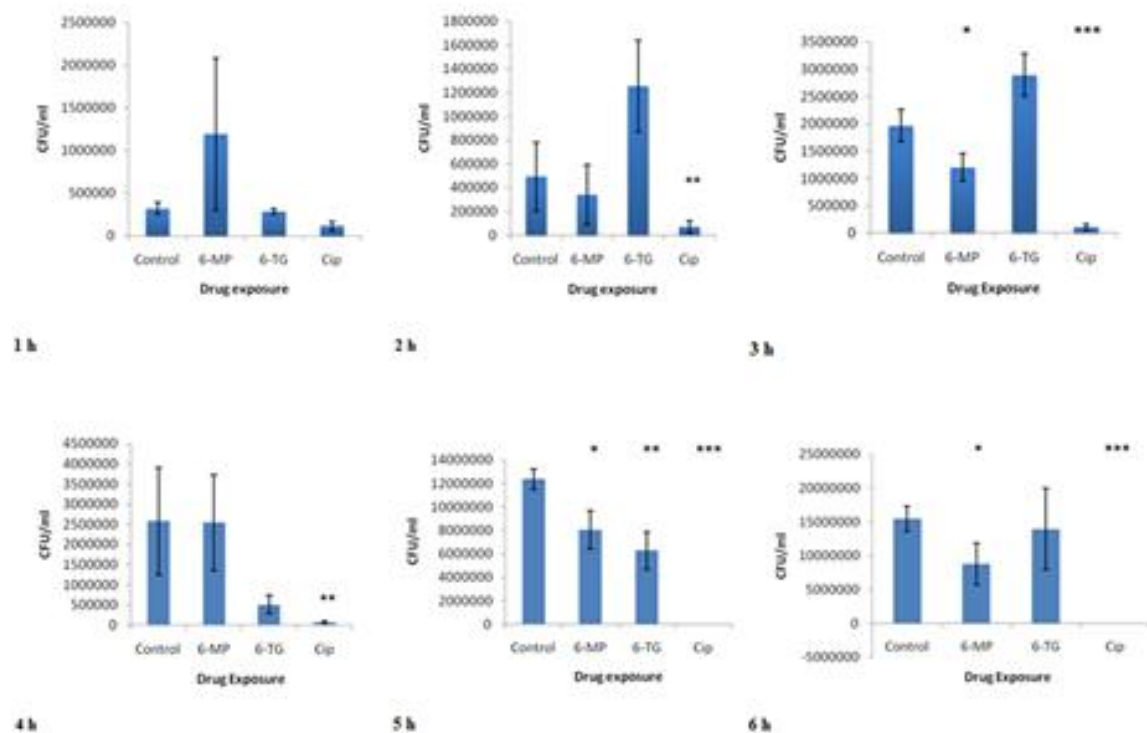 2500000
2000000
1500000
1000000
500000
0
CFU/ml
Control 6-MP 6-TG Cip
Drug exposure
1 h
1800000
1600000
1400000
1200000
1000000
800000
600000
400000
200000
0
CFU/ml
**
Control 6-MP 6-TG Cip
Drug exposure
2 h
* ***
3500000
3000000
2500000
2000000
1500000
1000000
500000
0
CFU/ml
Control 6-MP 6-TG Cip
Drug Exposure
3 h
4500000
4000000
3500000
3000000
2500000
2000000
1500000
1000000
500000
0
CFU/ml
**
Control 6-MP 6-TG Cip
Drug Exposure
4 h
* ** ***
14000000
12000000
10000000
8000000
6000000
4000000
2000000
0
CFU/ml
Control 6-MP 6-TG Cip
Drug exposure
5 h
* ***
25000000
20000000
15000000
10000000
5000000
0
-5000000
CFU/ml
Control 6-MP 6-TG Cip
Drug Exposure
6 h